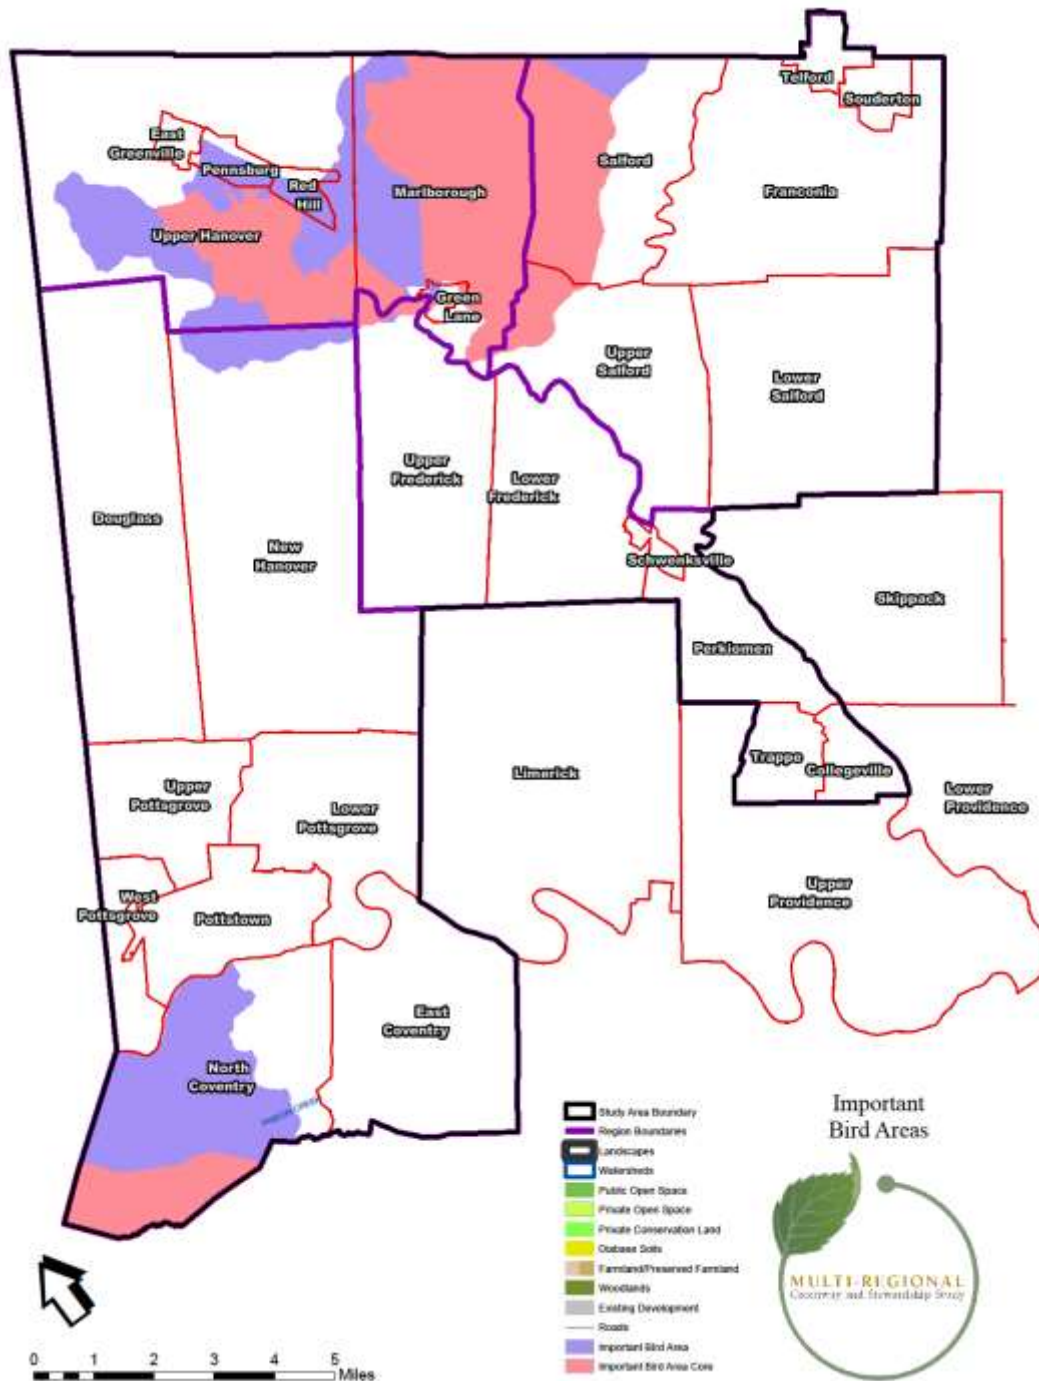 Telford
Souderton
East
Greenville
Pennsburg
Red
Hill
Marlborough
Salford
Franconia
Upper Hanover
Green
Lane
Upper
Salford
Lower
Salford
Upper
Frederick
Lower
Frederick
Douglass
New
Hanover
Schwenksville
Skippack
Perkiomen
Trappe
Collegeville
Limerick
Lower
Providence
Upper
Pottsgrove
Lower
Pottsgrove
West
Pottsgrove
Pottstown
Upper
Providence
East
Coventry
North
Coventry
Study Area Boundary
Region Boundaries
Landscapes
Watersheds
Public Open Space
Private Open Space
Private Conservation Land
Diabase Soils
Farmland/Preserved Farmland
Woodlands
Existing Development
Roads
Important Bird Area
Important Bird Area Core
Important
Bird Areas
MULTI-REGIONAL
Greenway and Stewardship Study
0 1 2 3 4 5
Miles